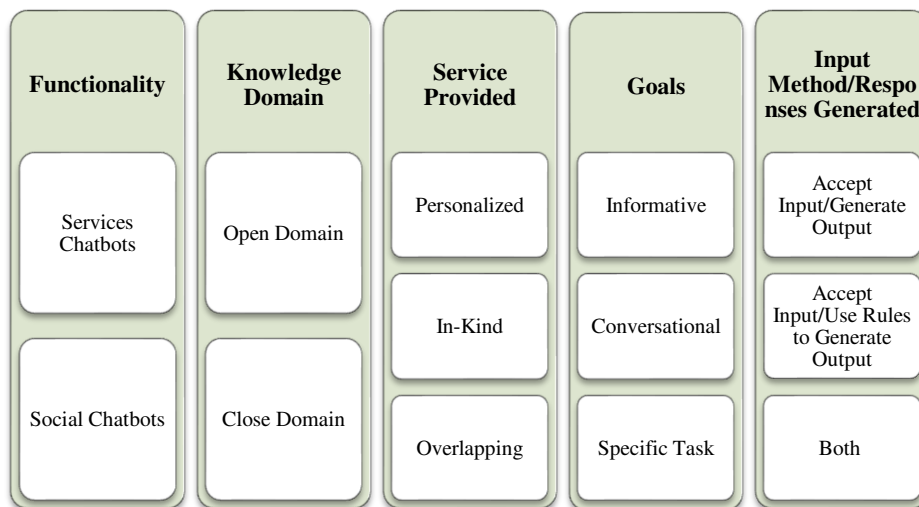 Functionality
Services
Chatbots
Social Chatbots
Knowledge
Domain
Open Domain
Close Domain
Service
Provided
Personalized
In-Kind
Overlapping
Goals
Informative
Conversational
Specific Task
Input
Method/Respo
nses Generated
Accept
Input/Generate
Output
Accept
Input/Use Rules
to Generate
Output
Both